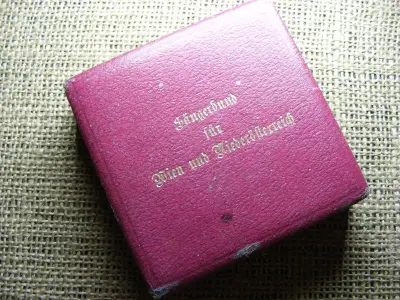 Sängerbund
für
Wien und Niederösterreich